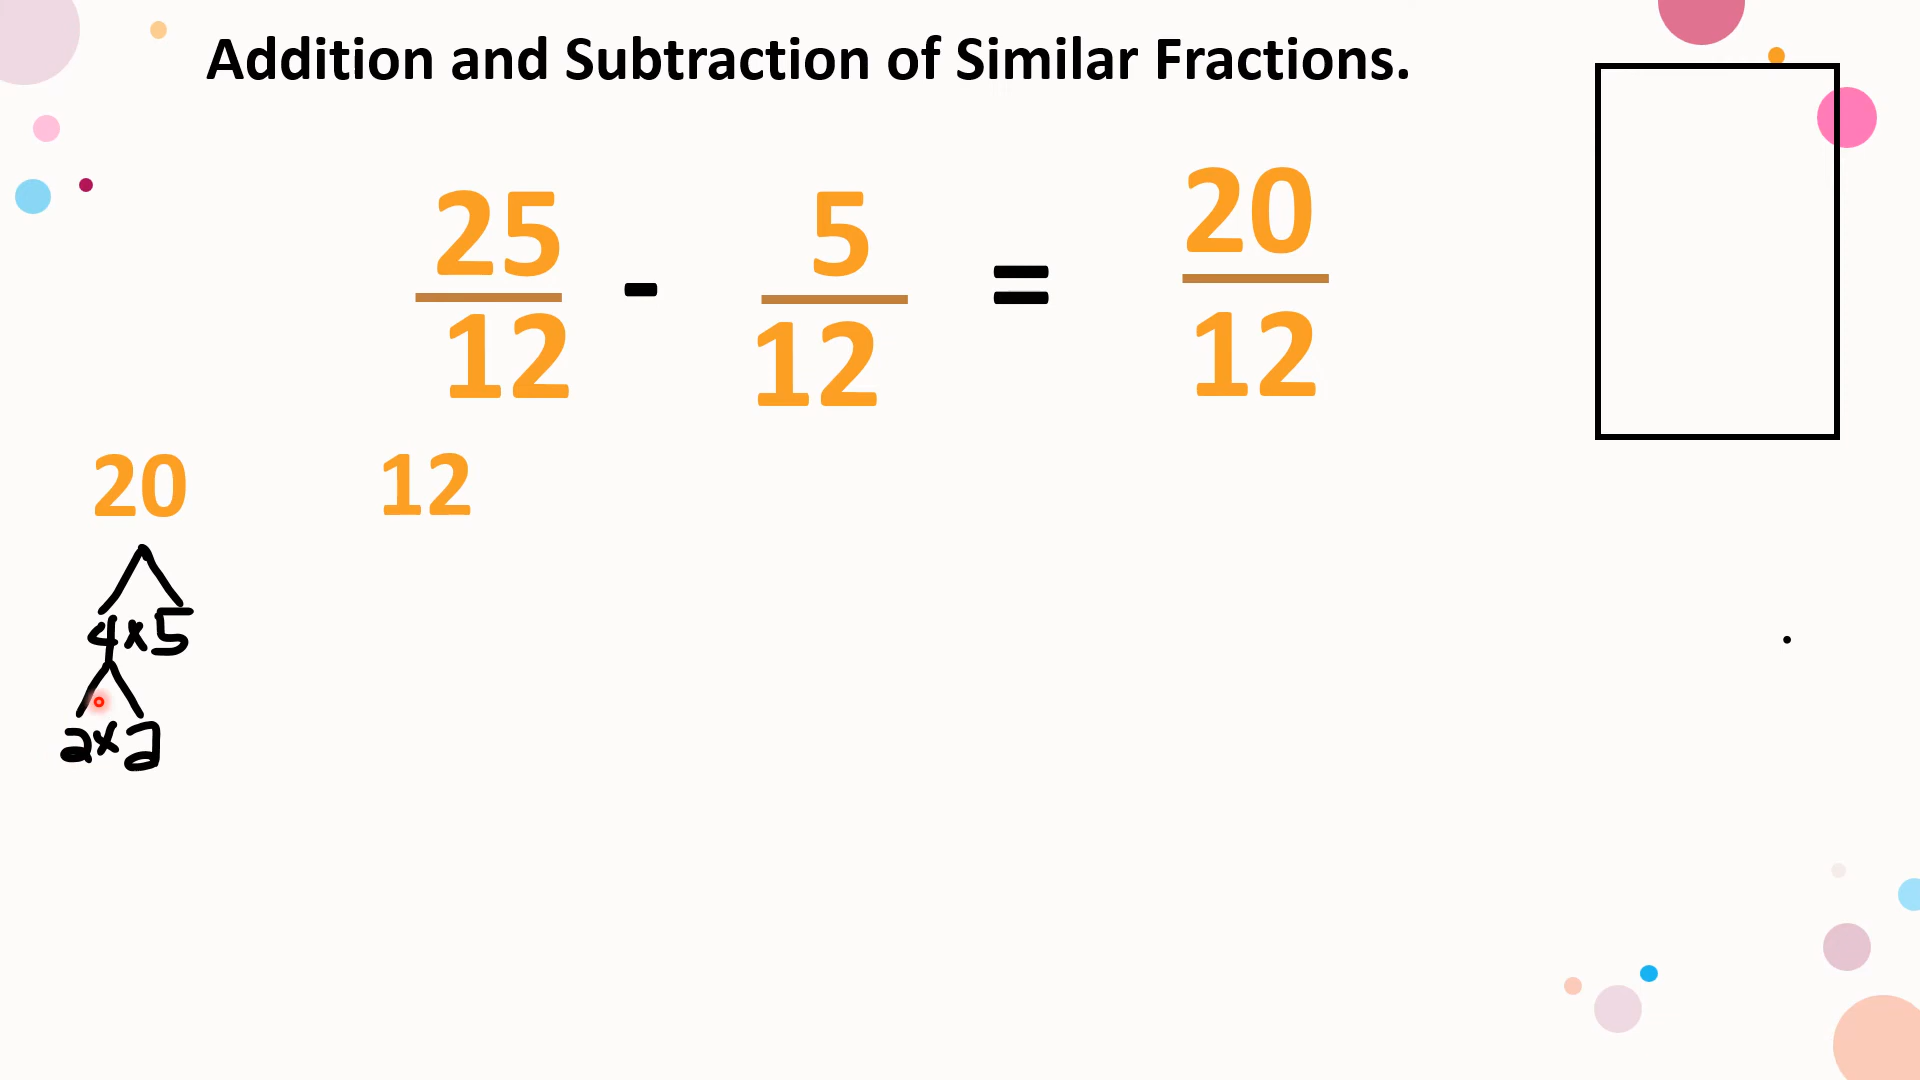 Addition and Subtraction of Similar Fractions.
25 5 20
- =
12 12 12
20 12
4x5
2x2